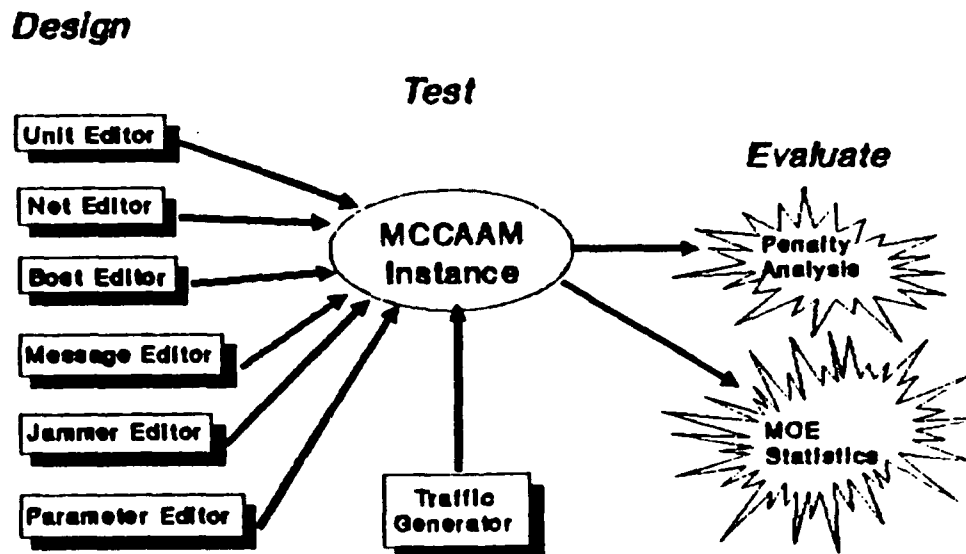 Design
Test
Evaluate
Unit Editor
Net Editor
Boat Editor
Message Editor
Jammer Editor
Parameter Editor
MCCAAM
Instance
Traffic
Generator
Penalty
Analysis
MOE
Statistics